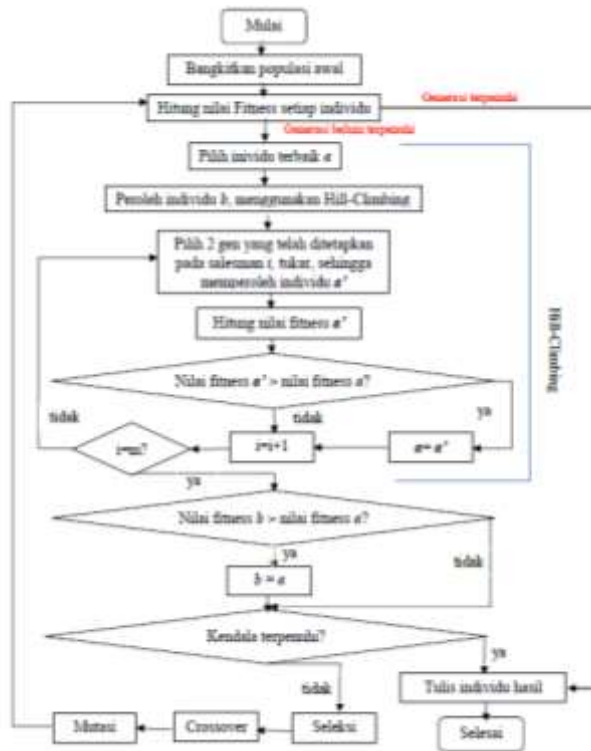 Mulai
Bangkitkan populasi awal
Hitung nilai Fitness setiap individu
Generasi terpenuhi
Generasi belum terpenuhi
Pilih inividu terbaik a
Peroleh individu b, menggunakan Hill-Climbing
Pilih 2 gen yang telah ditetapkan
pada salesman i, tukar, sehingga
memperoleh individu a'
Hitung nilai fitness a'
Hill-Climbing
Nilai fitness a' > nilai fitness a?
tidak
tidak
ya
i=m?
i=i+1
a= a'
ya
Nilai fitness b > nilai fitness a?
ya
tidak
b = a
Kendala terpenuhi?
ya
tidak
Tulis individu hasil
Mutasi
Crossover
Seleksi
Selesai